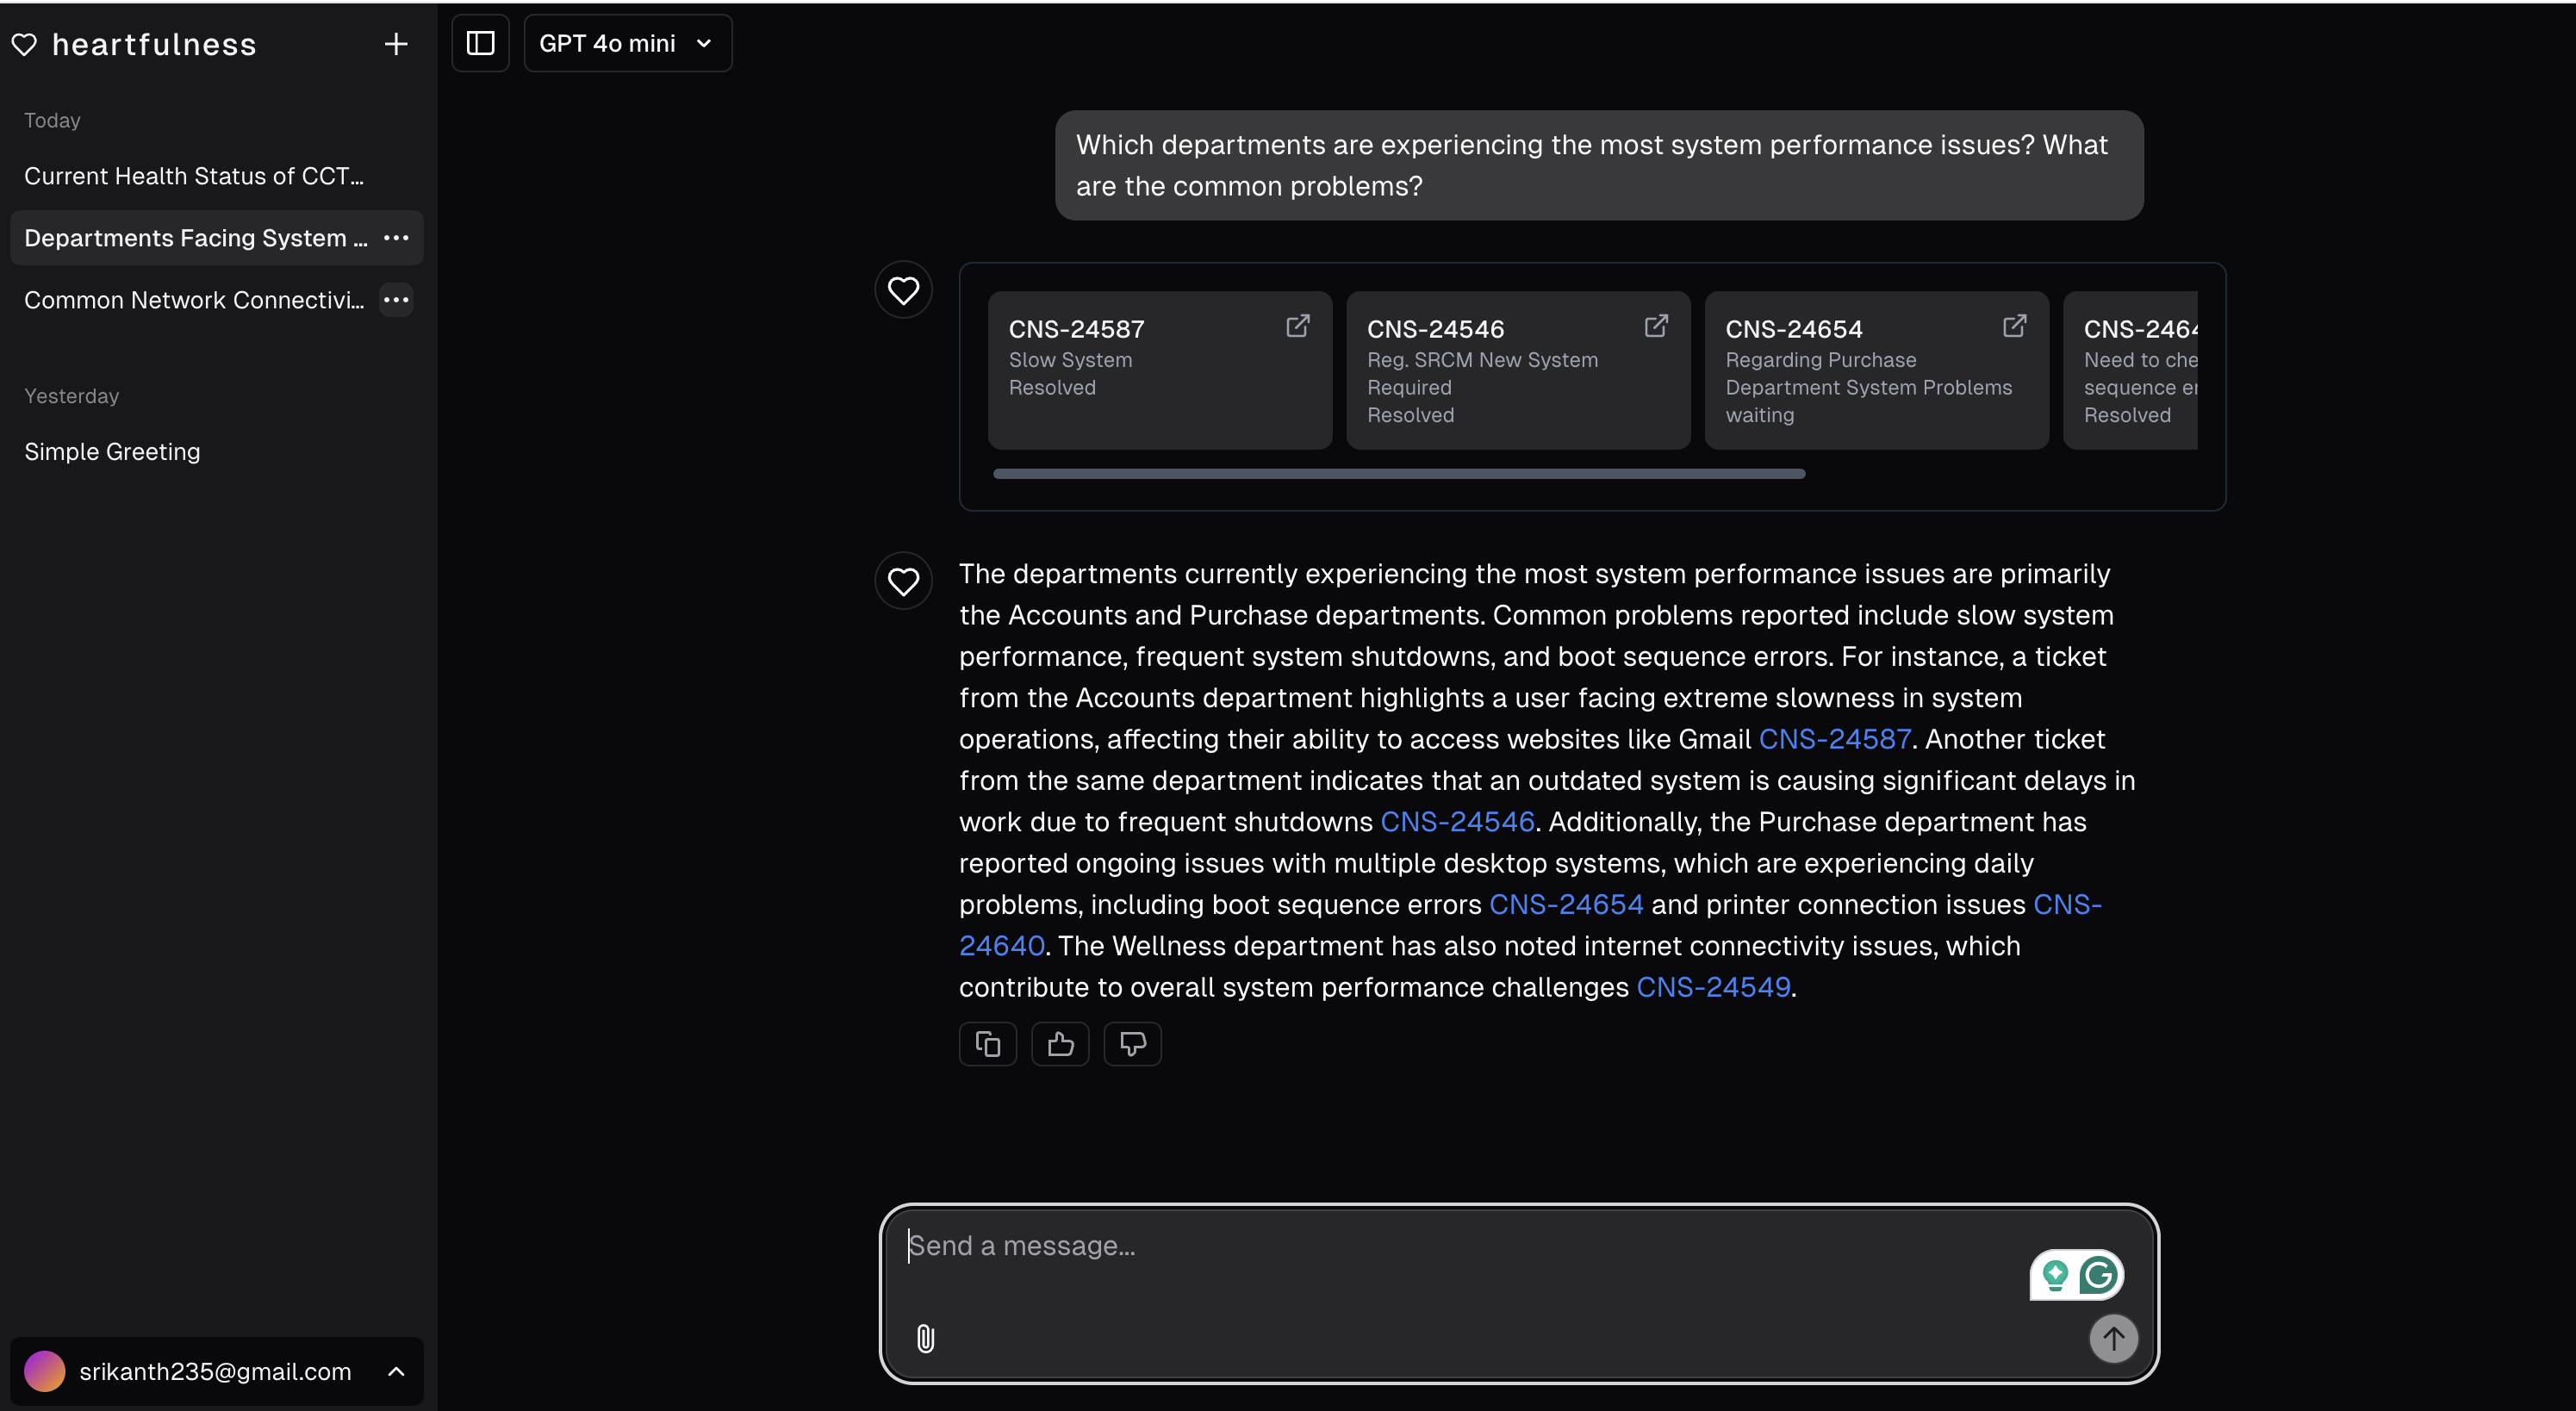 heartfulness
Today
Current Health Status of CCT...
Departments Facing System ...
Common Network Connectivi...
Yesterday
Simple Greeting
srikanth235@gmail.com
GPT 4o mini
Which departments are experiencing the most system performance issues? What
are the common problems?
CNS-24587
Slow System
Resolved
CNS-24546
Reg. SRCM New System
Required
Resolved
CNS-24654
Regarding Purchase
Department System Problems
waiting
CNS-2464
Need to che
sequence er
Resolved
The departments currently experiencing the most system performance issues are primarily
the Accounts and Purchase departments. Common problems reported include slow system
performance, frequent system shutdowns, and boot sequence errors. For instance, a ticket
from the Accounts department highlights a user facing extreme slowness in system
operations, affecting their ability to access websites like Gmail CNS-24587. Another ticket
from the same department indicates that an outdated system is causing significant delays in
work due to frequent shutdowns CNS-24546. Additionally, the Purchase department has
reported ongoing issues with multiple desktop systems, which are experiencing daily
problems, including boot sequence errors CNS-24654 and printer connection issues CNS-
24640. The Wellness department has also noted internet connectivity issues, which
contribute to overall system performance challenges CNS-24549.
Send a message...